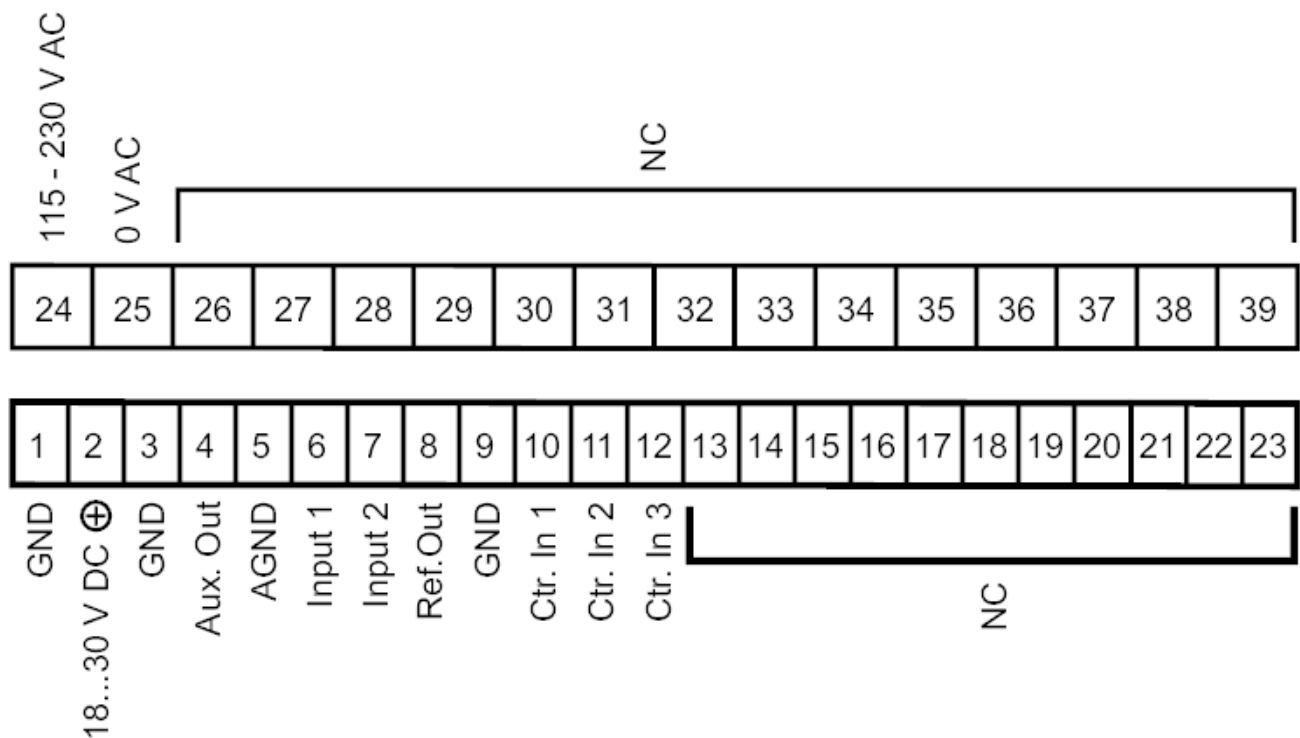 115 - 230 V AC
0 V AC
NC
24 25 26 27 28 29 30 31 32 33 34 35 36 37 38 39
1 2 3 4 5 6 7 8 9 10 11 12 13 14 15 16 17 18 19 20 21 22 23
GND
18...30 V DC ⊕
GND
Aux. Out
AGND
Input 1
Input 2
Ref.Out
GND
Ctr. In 1
Ctr. In 2
Ctr. In 3
NC